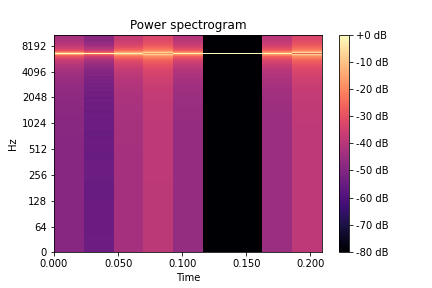 Power spectrogram
8192
4096
2048
1024
512
256
128
64
0
Hz
0.000 0.050 0.100 0.150 0.200
Time
+0 dB
-10 dB
-20 dB
-30 dB
-40 dB
-50 dB
-60 dB
-70 dB
-80 dB